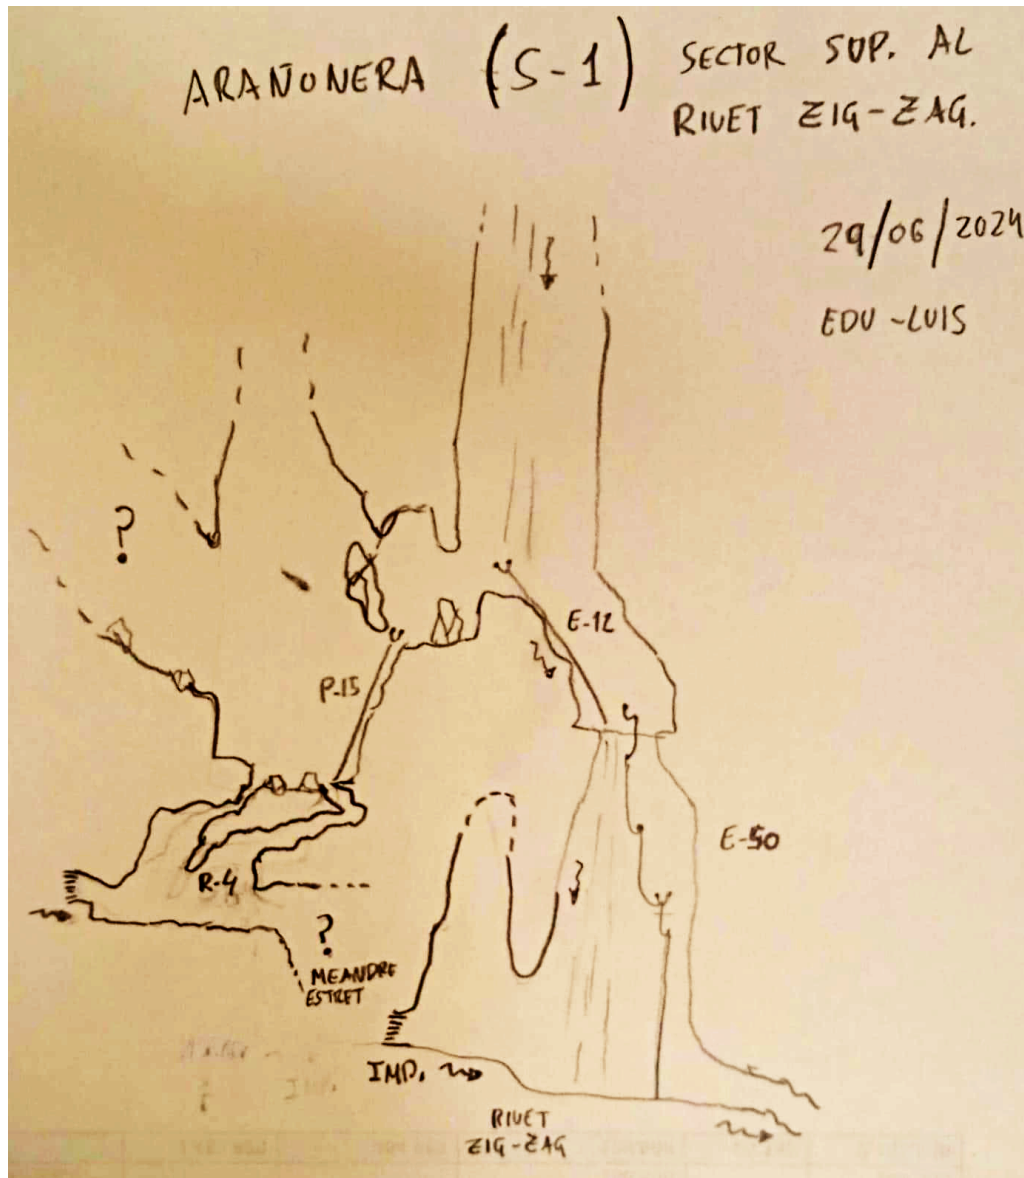 ARAÑONERA (S-1) SECTOR SUP. AL
RIUET ZIG-ZAG.
29/06/2024
EDU-LUIS
?
E-12
P-15
E-50
R-4
?
MEANDRE
ESTRET
IMP.
RIUET
ZIG-ZAG